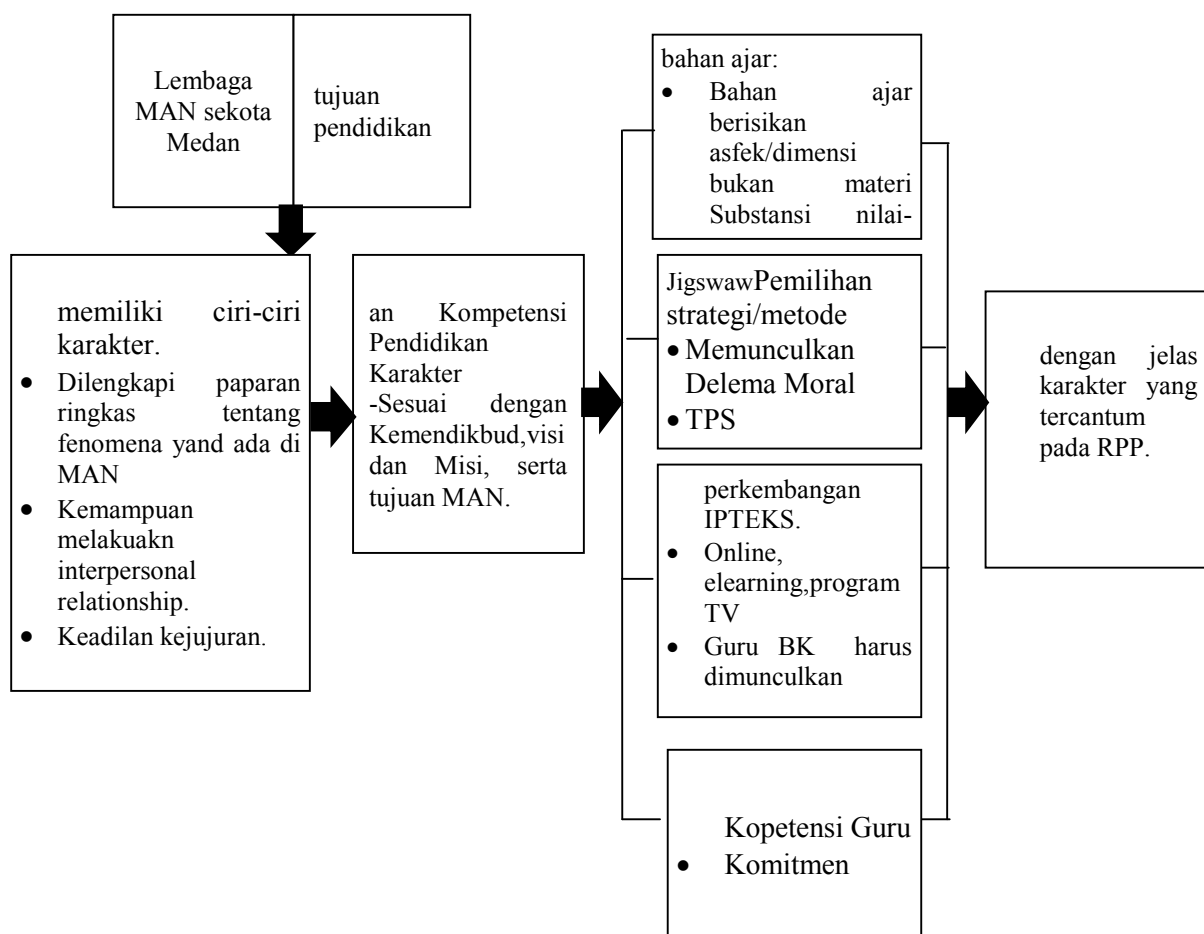 Lembaga
MAN sekota
Medan
tujuan
pendidikan
memiliki ciri-ciri
karakter.
• Dilengkapi paparan
ringkas tentang
fenomena yand ada di
MAN
• Kemampuan
melakuakn
interpersonal
relationship.
• Keadilan kejujuran.
an Kompetensi
Pendidikan
Karakter
-Sesuai dengan
Kemendikbud,visi
dan Misi, serta
tujuan MAN.
bahan ajar:
• Bahan ajar
berisikan
asfek/dimensi
bukan materi
Substansi nilai-
JigswawPemilihan
strategi/metode
• Memunculkan
Delema Moral
• TPS
perkembangan
IPTEKS.
• Online,
elearning,program
TV
• Guru BK harus
dimunculkan
Kopetensi Guru
• Komitmen
dengan jelas
karakter yang
tercantum
pada RPP.